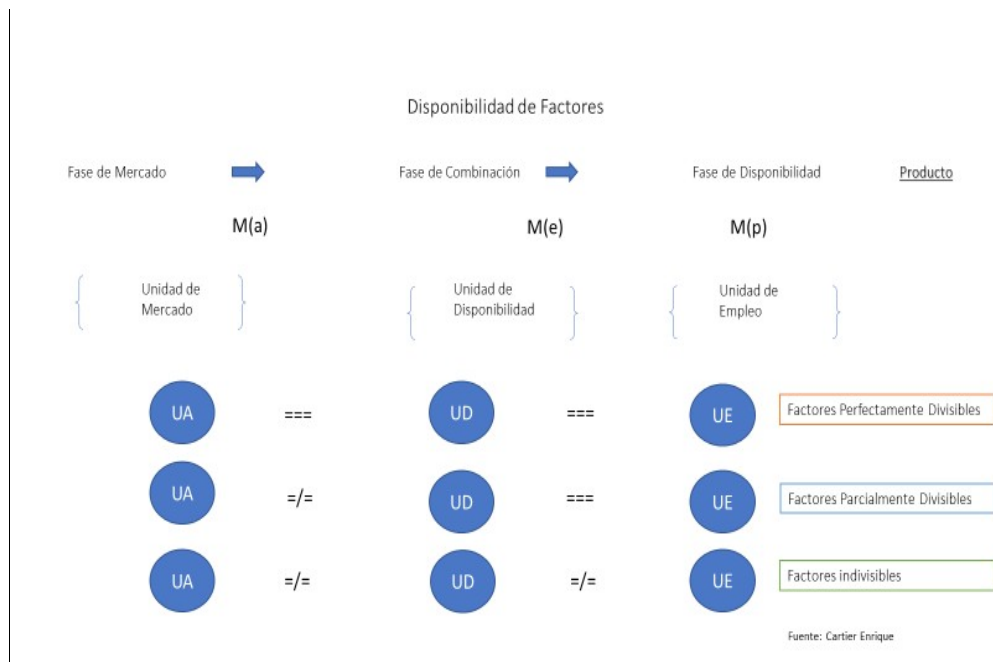 Disponibilidad de Factores
Fase de Mercado
Fase de Combinación
Fase de Disponibilidad
Producto
M(a)
M(e)
M(p)
Unidad de
Mercado
Unidad de
Disponibilidad
Unidad de
Empleo
UA
===
UD
===
UE
Factores Perfectamente Divisibles
UA
=/=
UD
===
UE
Factores Parcialmente Divisibles
UA
=/=
UD
=/=
UE
Factores indivisibles
Fuente: Cartier Enrique